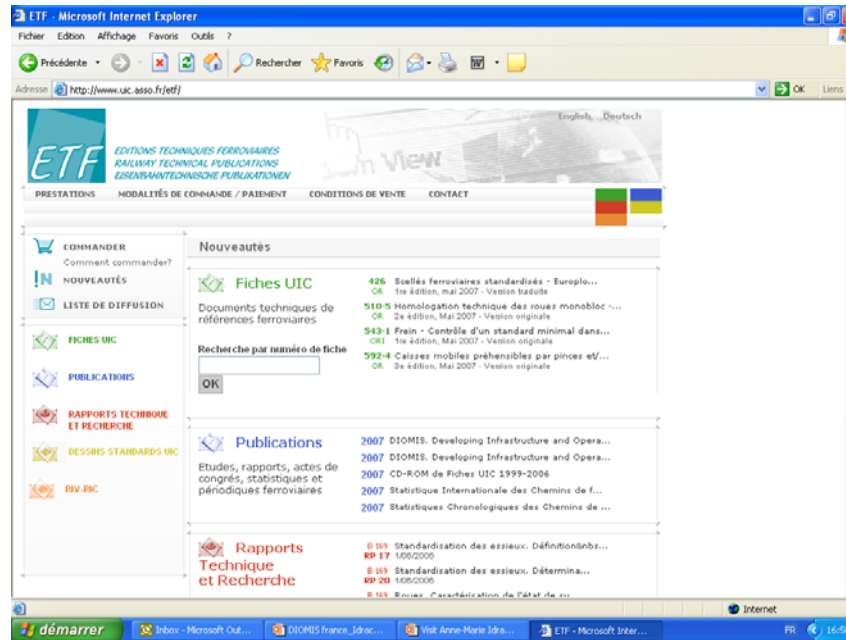 ETF - Microsoft Internet Explorer
Fichier Edition Affichage Favoris Outils ?
Précédente Rechercher Favoris
Adresse http://www.uic.asso.fr/etf/ OK Liens
English, Deutsch
ETF
EDITIONS TECHNIQUES FERROVIAIRES
RAILWAY TECHNICAL PUBLICATIONS
EISENBAHNTECHNISCHE PUBLIKATIONEN
In View
PRESTATIONS MODALITÉS DE COMMANDE / PAIEMENT CONDITIONS DE VENTE CONTACT
COMMANDER
Comment commander?
NOUVEAUTÉS
LISTE DE DIFFUSION
FICHES UIC
PUBLICATIONS
RAPPORTS TECHNIQUE
ET RECHERCHE
DESSINS STANDARDS UIC
RIV-RIC
Nouveautés
Fiches UIC
Documents techniques de
références ferroviaires
Recherche par numéro de fiche
OK
426 Scellés ferroviaires standardisés - Europlo...
OR 1re édition, mai 2007 - Version traduite
510-5 Homologation technique des roues monobloc -...
OR 2e édition, Mai 2007 - Version originale
543-1 Frein - Contrôle d'un standard minimal dans...
ORI 1re édition, Mai 2007 - Version originale
592-4 Caisses mobiles préhensibles par pinces et/...
OR 3e édition, Mai 2007 - Version originale
Publications
Etudes, rapports, actes de
congrés, statistiques et
périodiques ferroviaires
2007 DIOMIS. Developing Infrastructure and Opera...
2007 DIOMIS. Developing Infrastructure and Opera...
2007 CD-ROM de Fiches UIC 1999-2006
2007 Statistique Internationale des Chemins de f...
2007 Statistiques Chronologiques des Chemins de ...
Rapports
Technique
et Recherche
B 169 Standardisation des essieux. Définition&nbs...
RP 17 1/06/2006
B 169 Standardisation des essieux. Détermina...
RP 20 1/06/2006
B 169 Roues. Caractérisation de l'état de su
Internet
démarrer Inbox - Microsoft Out... DIOMIS france_Idrac... Visit Anne-Marie Idra... ETF - Microsoft Inter... FR